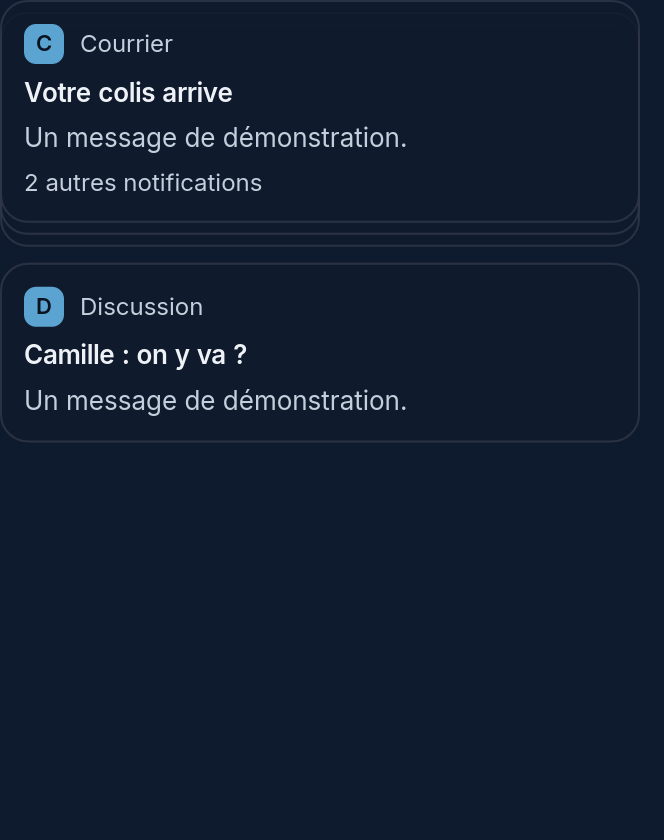 C Courrier
Votre colis arrive
Un message de démonstration.
2 autres notifications
D Discussion
Camille : on y va ?
Un message de démonstration.